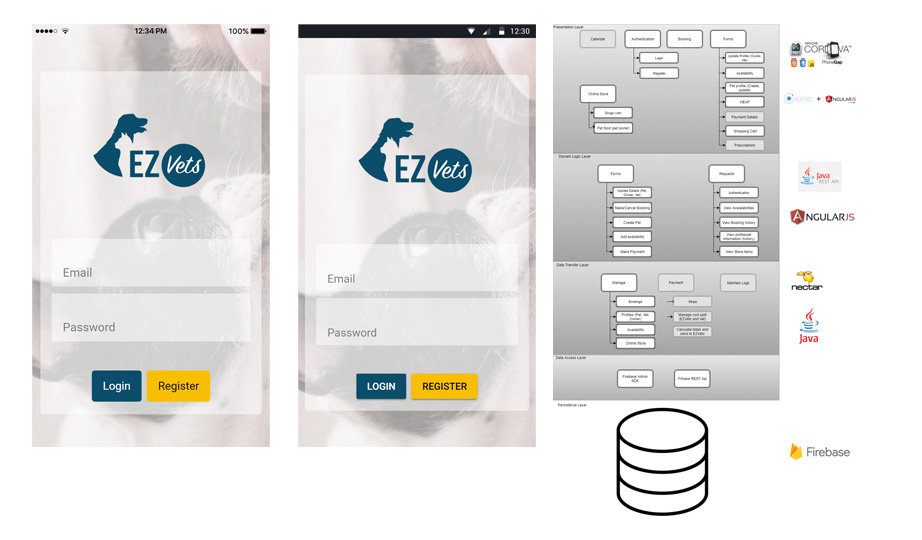 12:34 PM
100%
EZ Vets
Email
Password
Login
Register
12:30
EZ Vets
Email
Password
LOGIN
REGISTER
Presentation Layer
Calendar
Authentication
Booking
Forms
Login
Register
Update Profile (Owner, Vet)
Availability
Pet profile (Create, update)
HEAP
Payment Details
Shopping Cart
Prescriptions
Online Store
Drugs (vet)
Pet food (pet owner)
Domain Logic Layer
Forms
Requests
Update Details (Pet, Owner, Vet)
Make/Cancel Booking
Create Pet
Add availability
Make Payment
Authentication
View Availabilities
View Booking history
View profile(pet information history)
View Store Items
Data Transfer Layer
Manage
Payment
Maintain Logs
Bookings
Profiles (Pet, Vet, Owner)
Availability
Online Store
Stripe
Manage cost split (EZVets and Vet)
Calculate totals and send to EZVets
Data Access Layer
Firebase Admin SDK
Firbase REST Api
Persistence Layer
APACHE
CORDOVA™
PhoneGap
ionic + ANGULARJS
Java
REST API
ANGULARJS
nectar
Java
Firebase